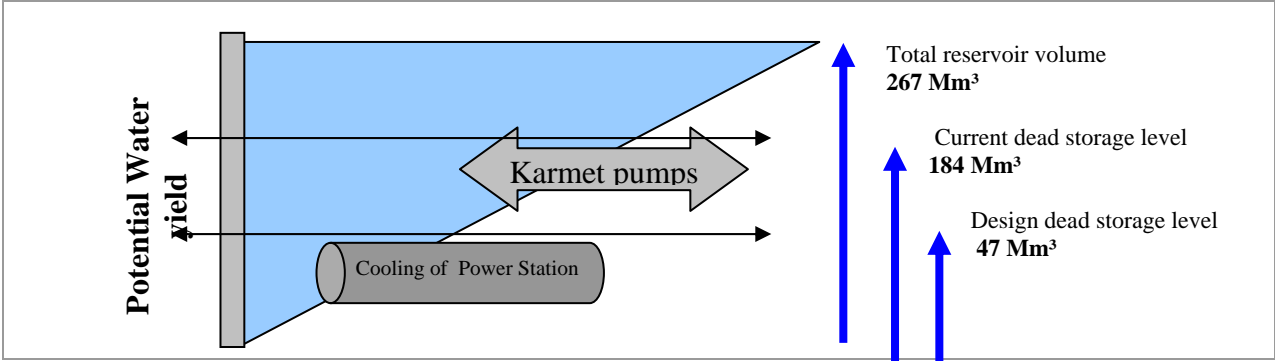 Potential Water
yield
Karmet pumps
Cooling of Power Station
Total reservoir volume
267 Mm³
Current dead storage level
184 Mm³
Design dead storage level
47 Mm³